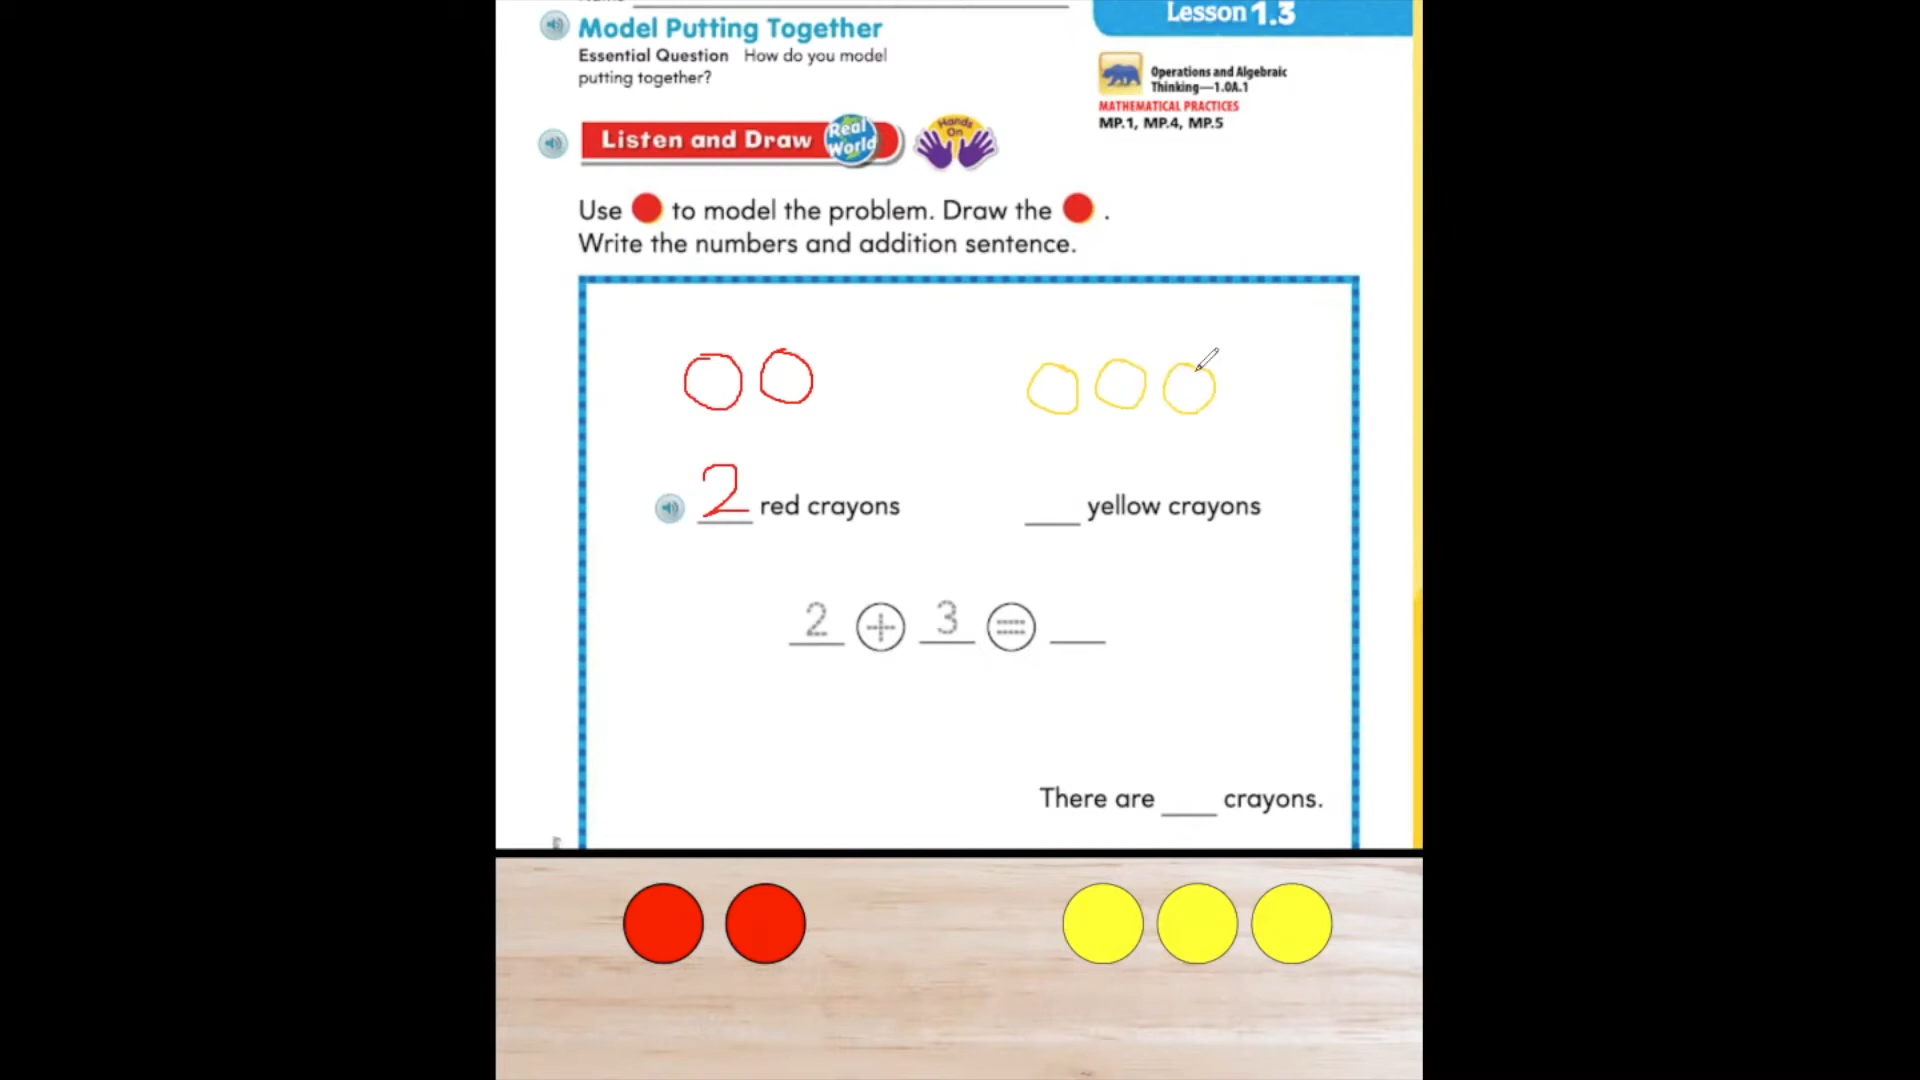 Lesson 1.3
Model Putting Together
Essential Question How do you model
putting together?
Operations and Algebraic
Thinking—1.OA.1
MATHEMATICAL PRACTICES
MP.1, MP.4, MP.5
Listen and Draw
Real
World
Hands
On
Use to model the problem. Draw the .
Write the numbers and addition sentence.
2 red crayons
____ yellow crayons
2 + 3 = ____
There are ____ crayons.